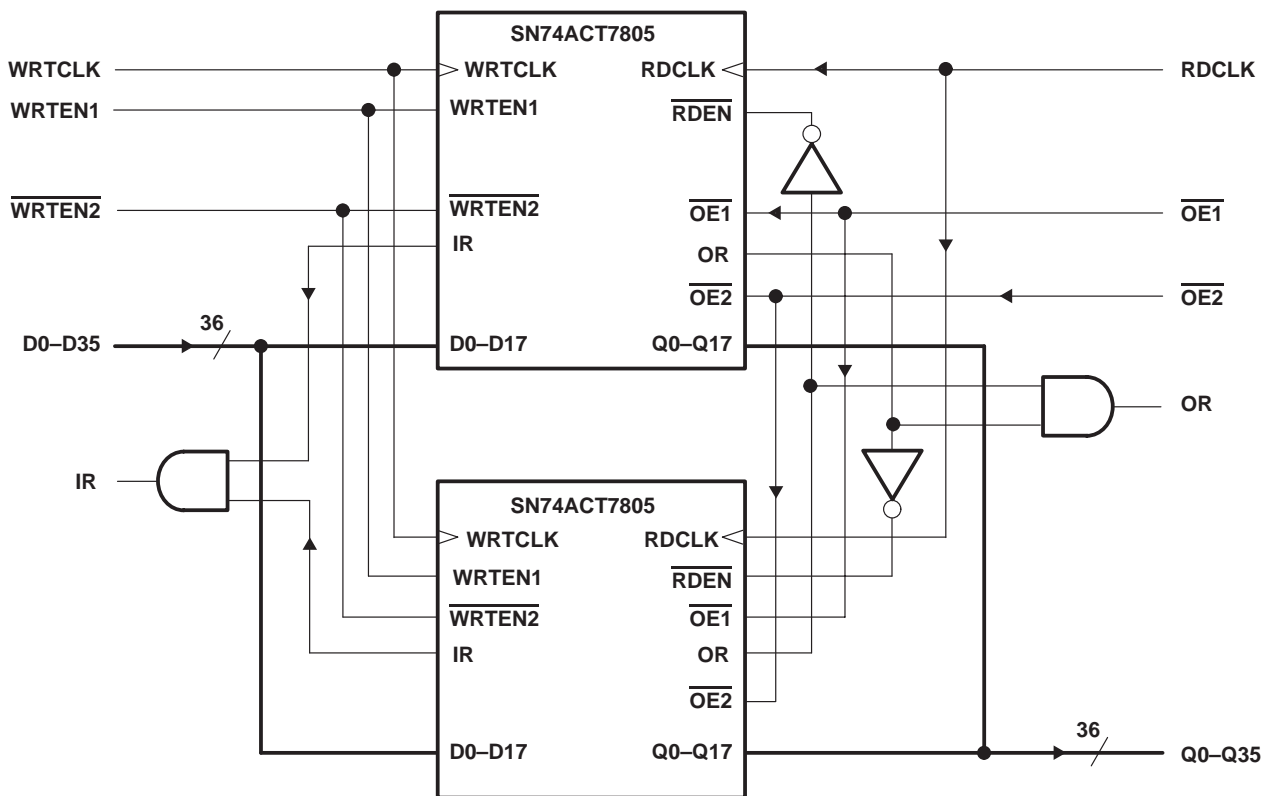 SN74ACT7805
WRTCLK
WRTCLK
RDCLK
RDCLK
WRTEN1
WRTEN1
RDEN
WRTEN2
WRTEN2
OE1
OE1
IR
OR
OE2
OE2
36
D0–D35
D0–D17
Q0–Q17
OR
IR
SN74ACT7805
WRTCLK
RDCLK
WRTEN1
RDEN
WRTEN2
OE1
IR
OR
OE2
36
D0–D17
Q0–Q17
Q0–Q35